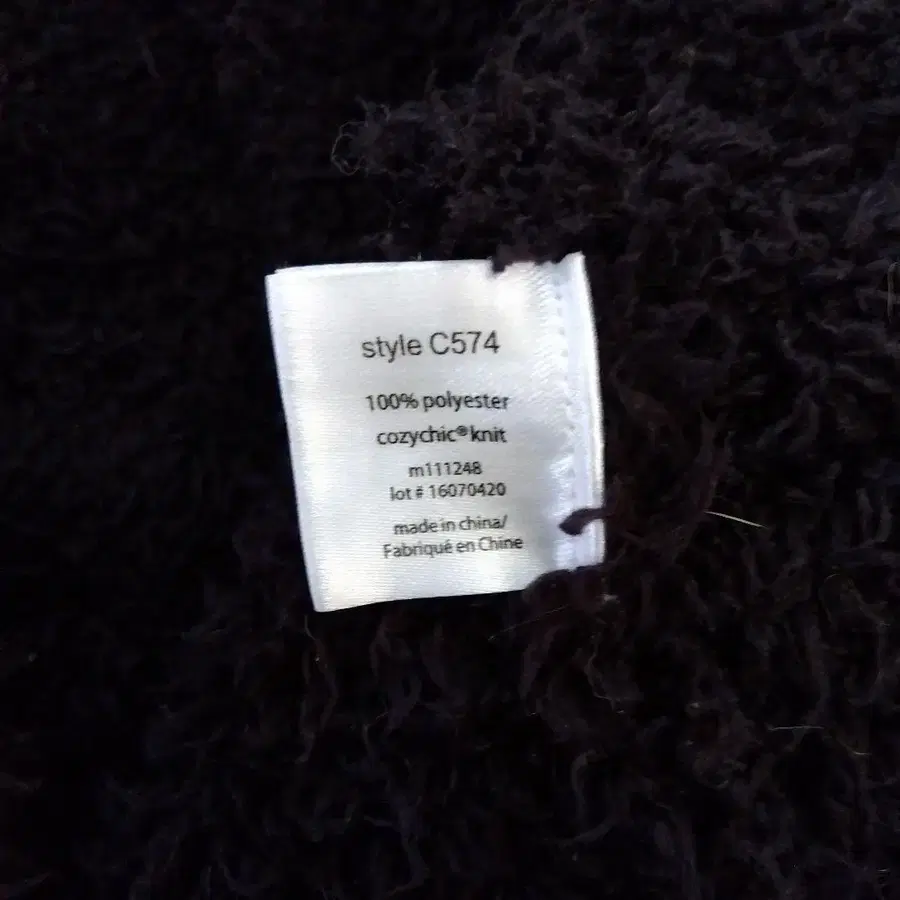 style C574
100% polyester
cozychic® knit
m111248
lot # 16070420
made in china/
Fabriqué en Chine